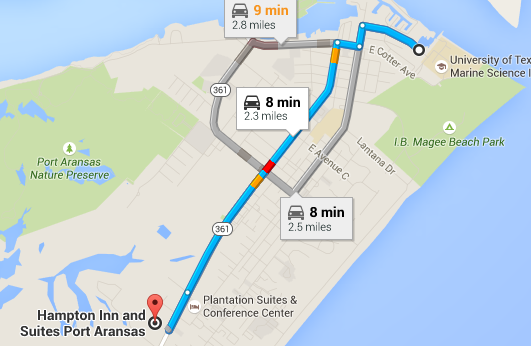 9 min
2.8 miles
E Cotter Ave
University of Tex
Marine Science I
361
8 min
2.3 miles
I.B. Magee Beach Park
Port Aransas
Nature Preserve
E Avenue C
Lantana Dr
8 min
2.5 miles
361
Plantation Suites &
Conference Center
Hampton Inn and
Suites Port Aransas